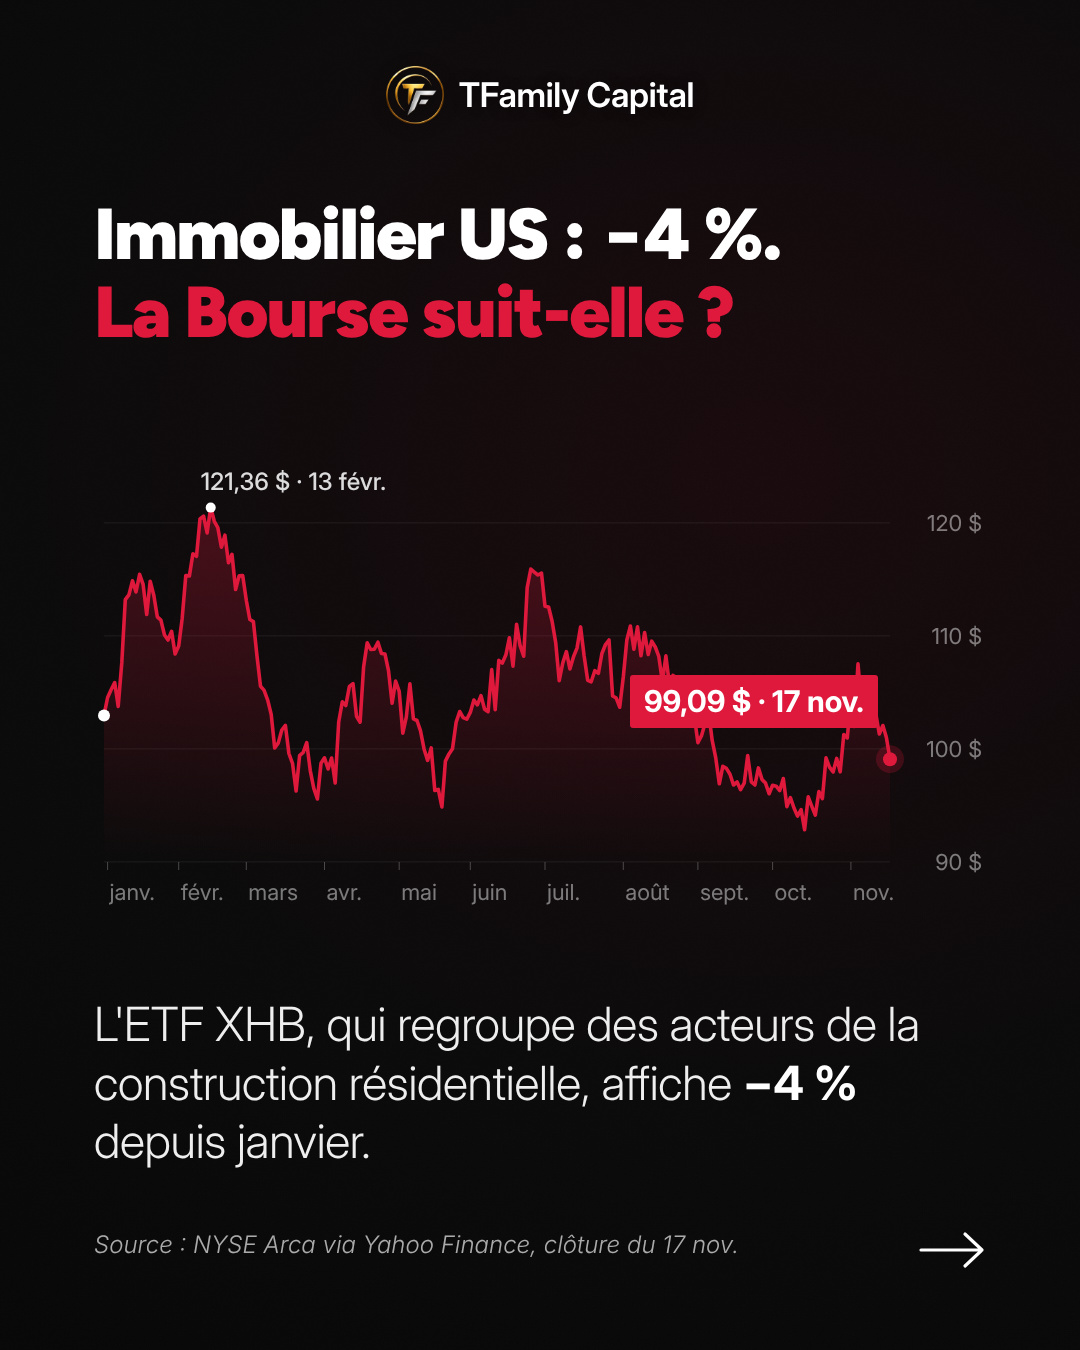 TF TFamily Capital
Immobilier US : -4 %.
La Bourse suit-elle ?
121,36 $ · 13 févr.
120 $
110 $
99,09 $ · 17 nov.
100 $
90 $
janv. févr. mars avr. mai juin juil. août sept. oct. nov.
L'ETF XHB, qui regroupe des acteurs de la
construction résidentielle, affiche −4 %
depuis janvier.
Source : NYSE Arca via Yahoo Finance, clôture du 17 nov.